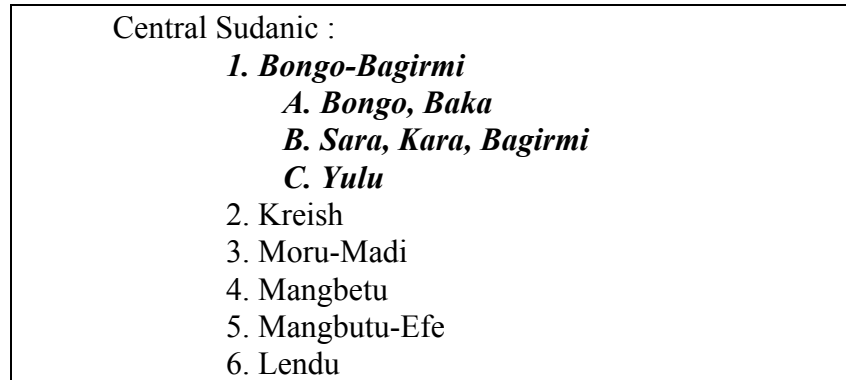 Central Sudanic :
1. Bongo-Bagirmi
A. Bongo, Baka
B. Sara, Kara, Bagirmi
C. Yulu
2. Kreish
3. Moru-Madi
4. Mangbetu
5. Mangbutu-Efe
6. Lendu